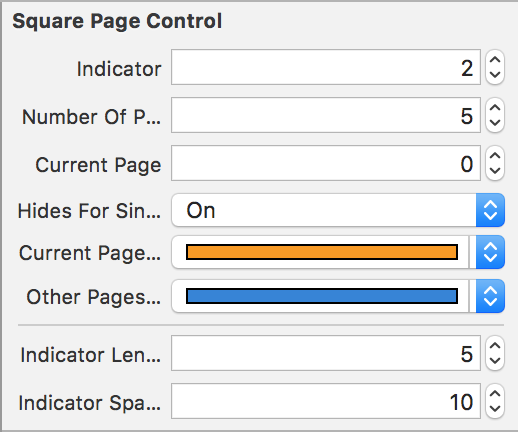 Square Page Control
Indicator 2
Number Of P... 5
Current Page 0
Hides For Sin... On
Current Page...
Other Pages...
Indicator Len... 5
Indicator Spa... 10